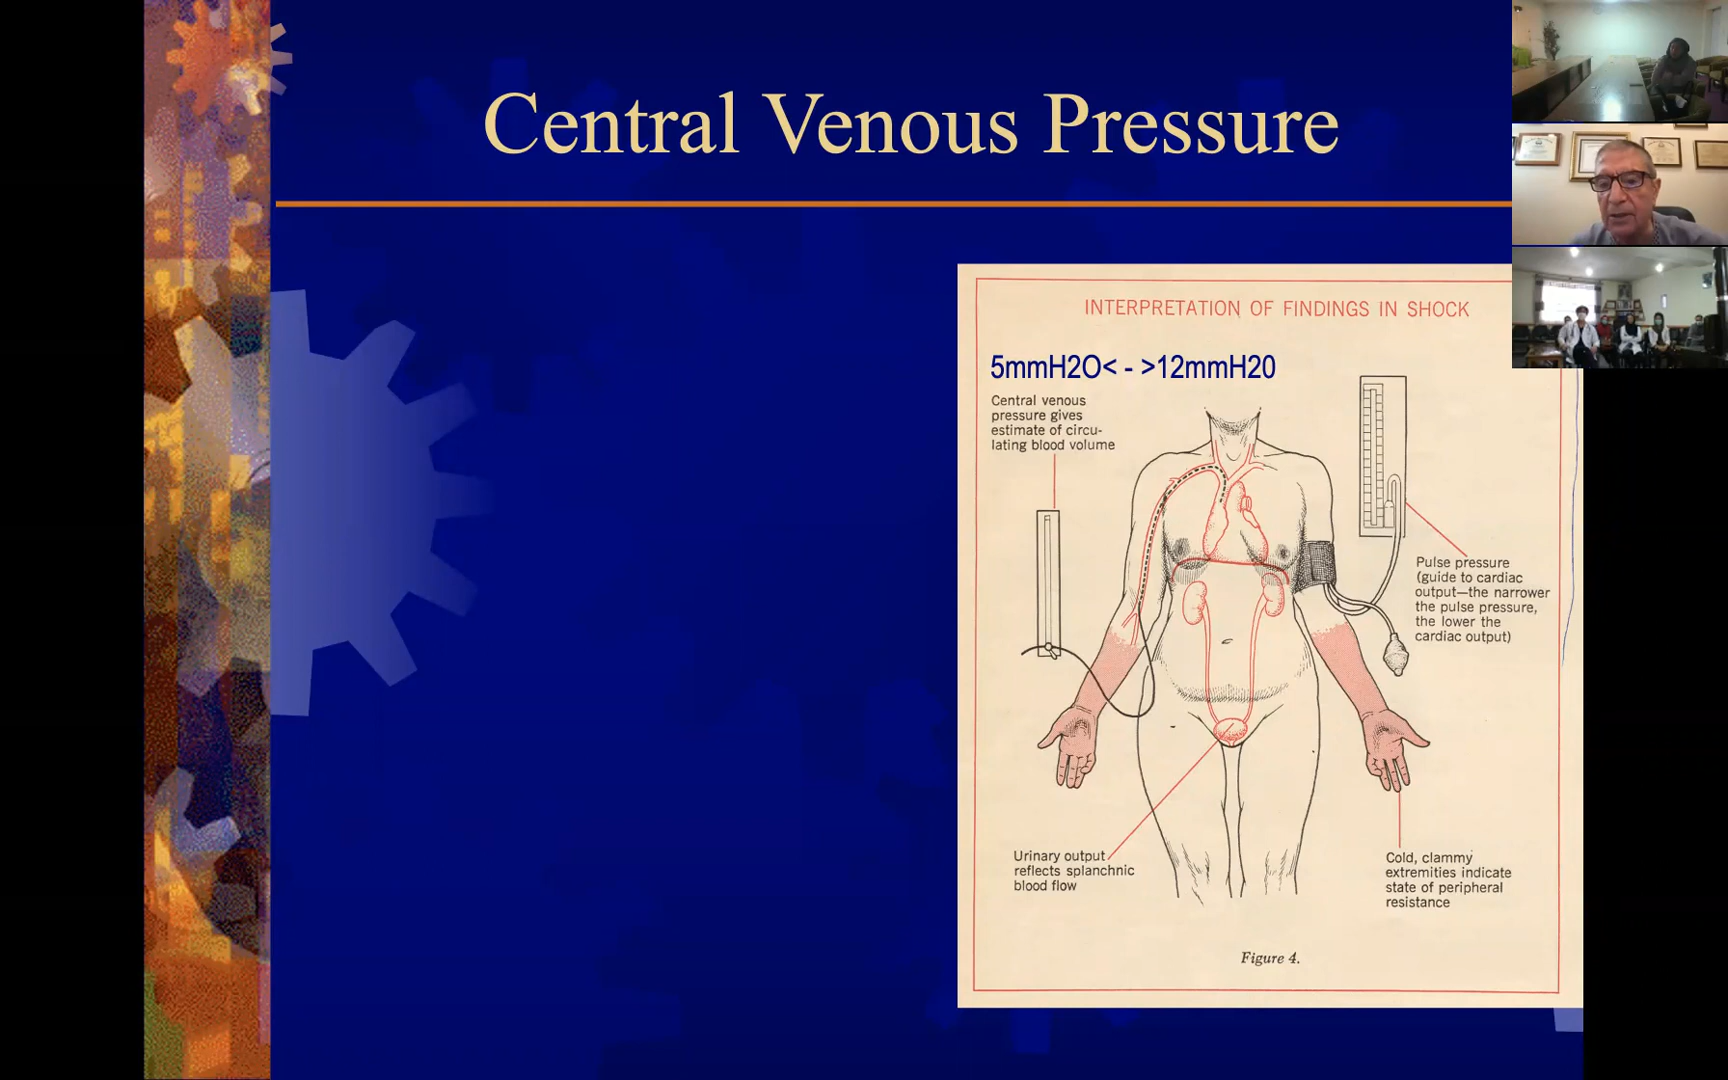 Central Venous Pressure
INTERPRETATION OF FINDINGS IN SHOCK
5mmH2O< - >12mmH20
Central venous
pressure gives
estimate of circu-
lating blood volume
Pulse pressure
(guide to cardiac
output—the narrower
the pulse pressure,
the lower the
cardiac output)
Urinary output
reflects splanchnic
blood flow
Cold, clammy
extremities indicate
state of peripheral
resistance
Figure 4.